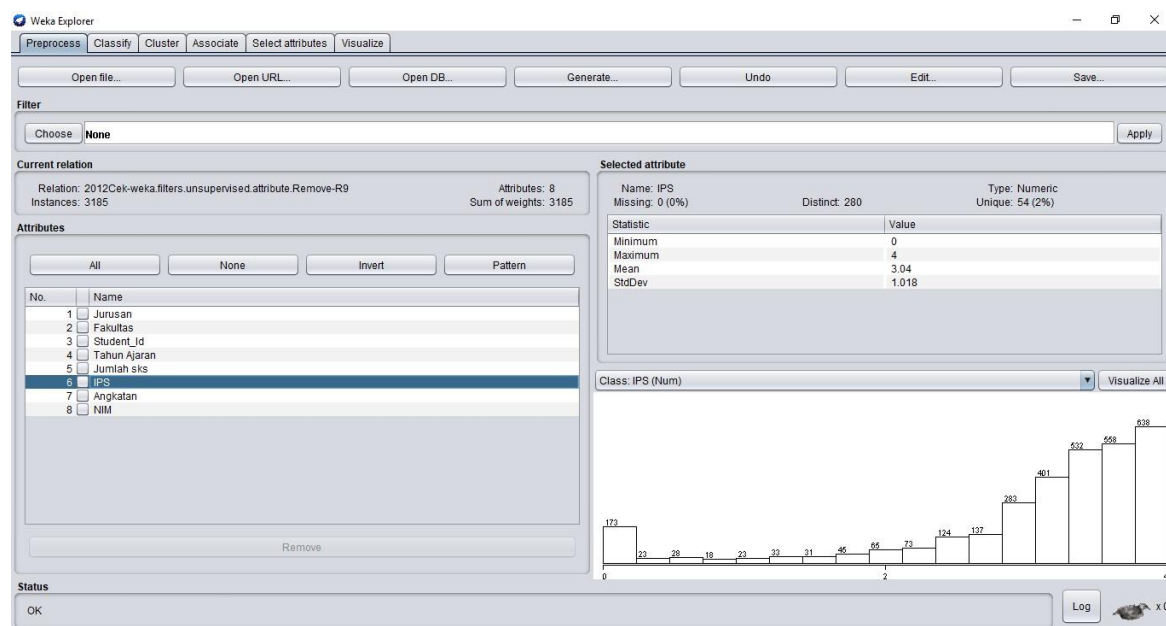 Weka Explorer
Preprocess Classify Cluster Associate Select attributes Visualize
Open file... Open URL... Open DB... Generate... Undo Edit... Save...
Filter
Choose None Apply
Current relation
Relation: 2012Cek-weka.filters.unsupervised.attribute.Remove-R9 Attributes: 8
Instances: 3185 Sum of weights: 3185
Attributes
All None Invert Pattern
No. Name
1 Jurusan
2 Fakultas
3 Student_Id
4 Tahun Ajaran
5 Jumlah sks
6 IPS
7 Angkatan
8 NIM
Remove
Selected attribute
Name: IPS Type: Numeric
Missing: 0 (0%) Distinct: 280 Unique: 54 (2%)
Statistic Value
Minimum 0
Maximum 4
Mean 3.04
StdDev 1.018
Class: IPS (Num) Visualize All
173 23 28 18 23 33 31 45 65 73 124 137 283 401 532 558 638
0 2 4
Status
OK
Log x 0